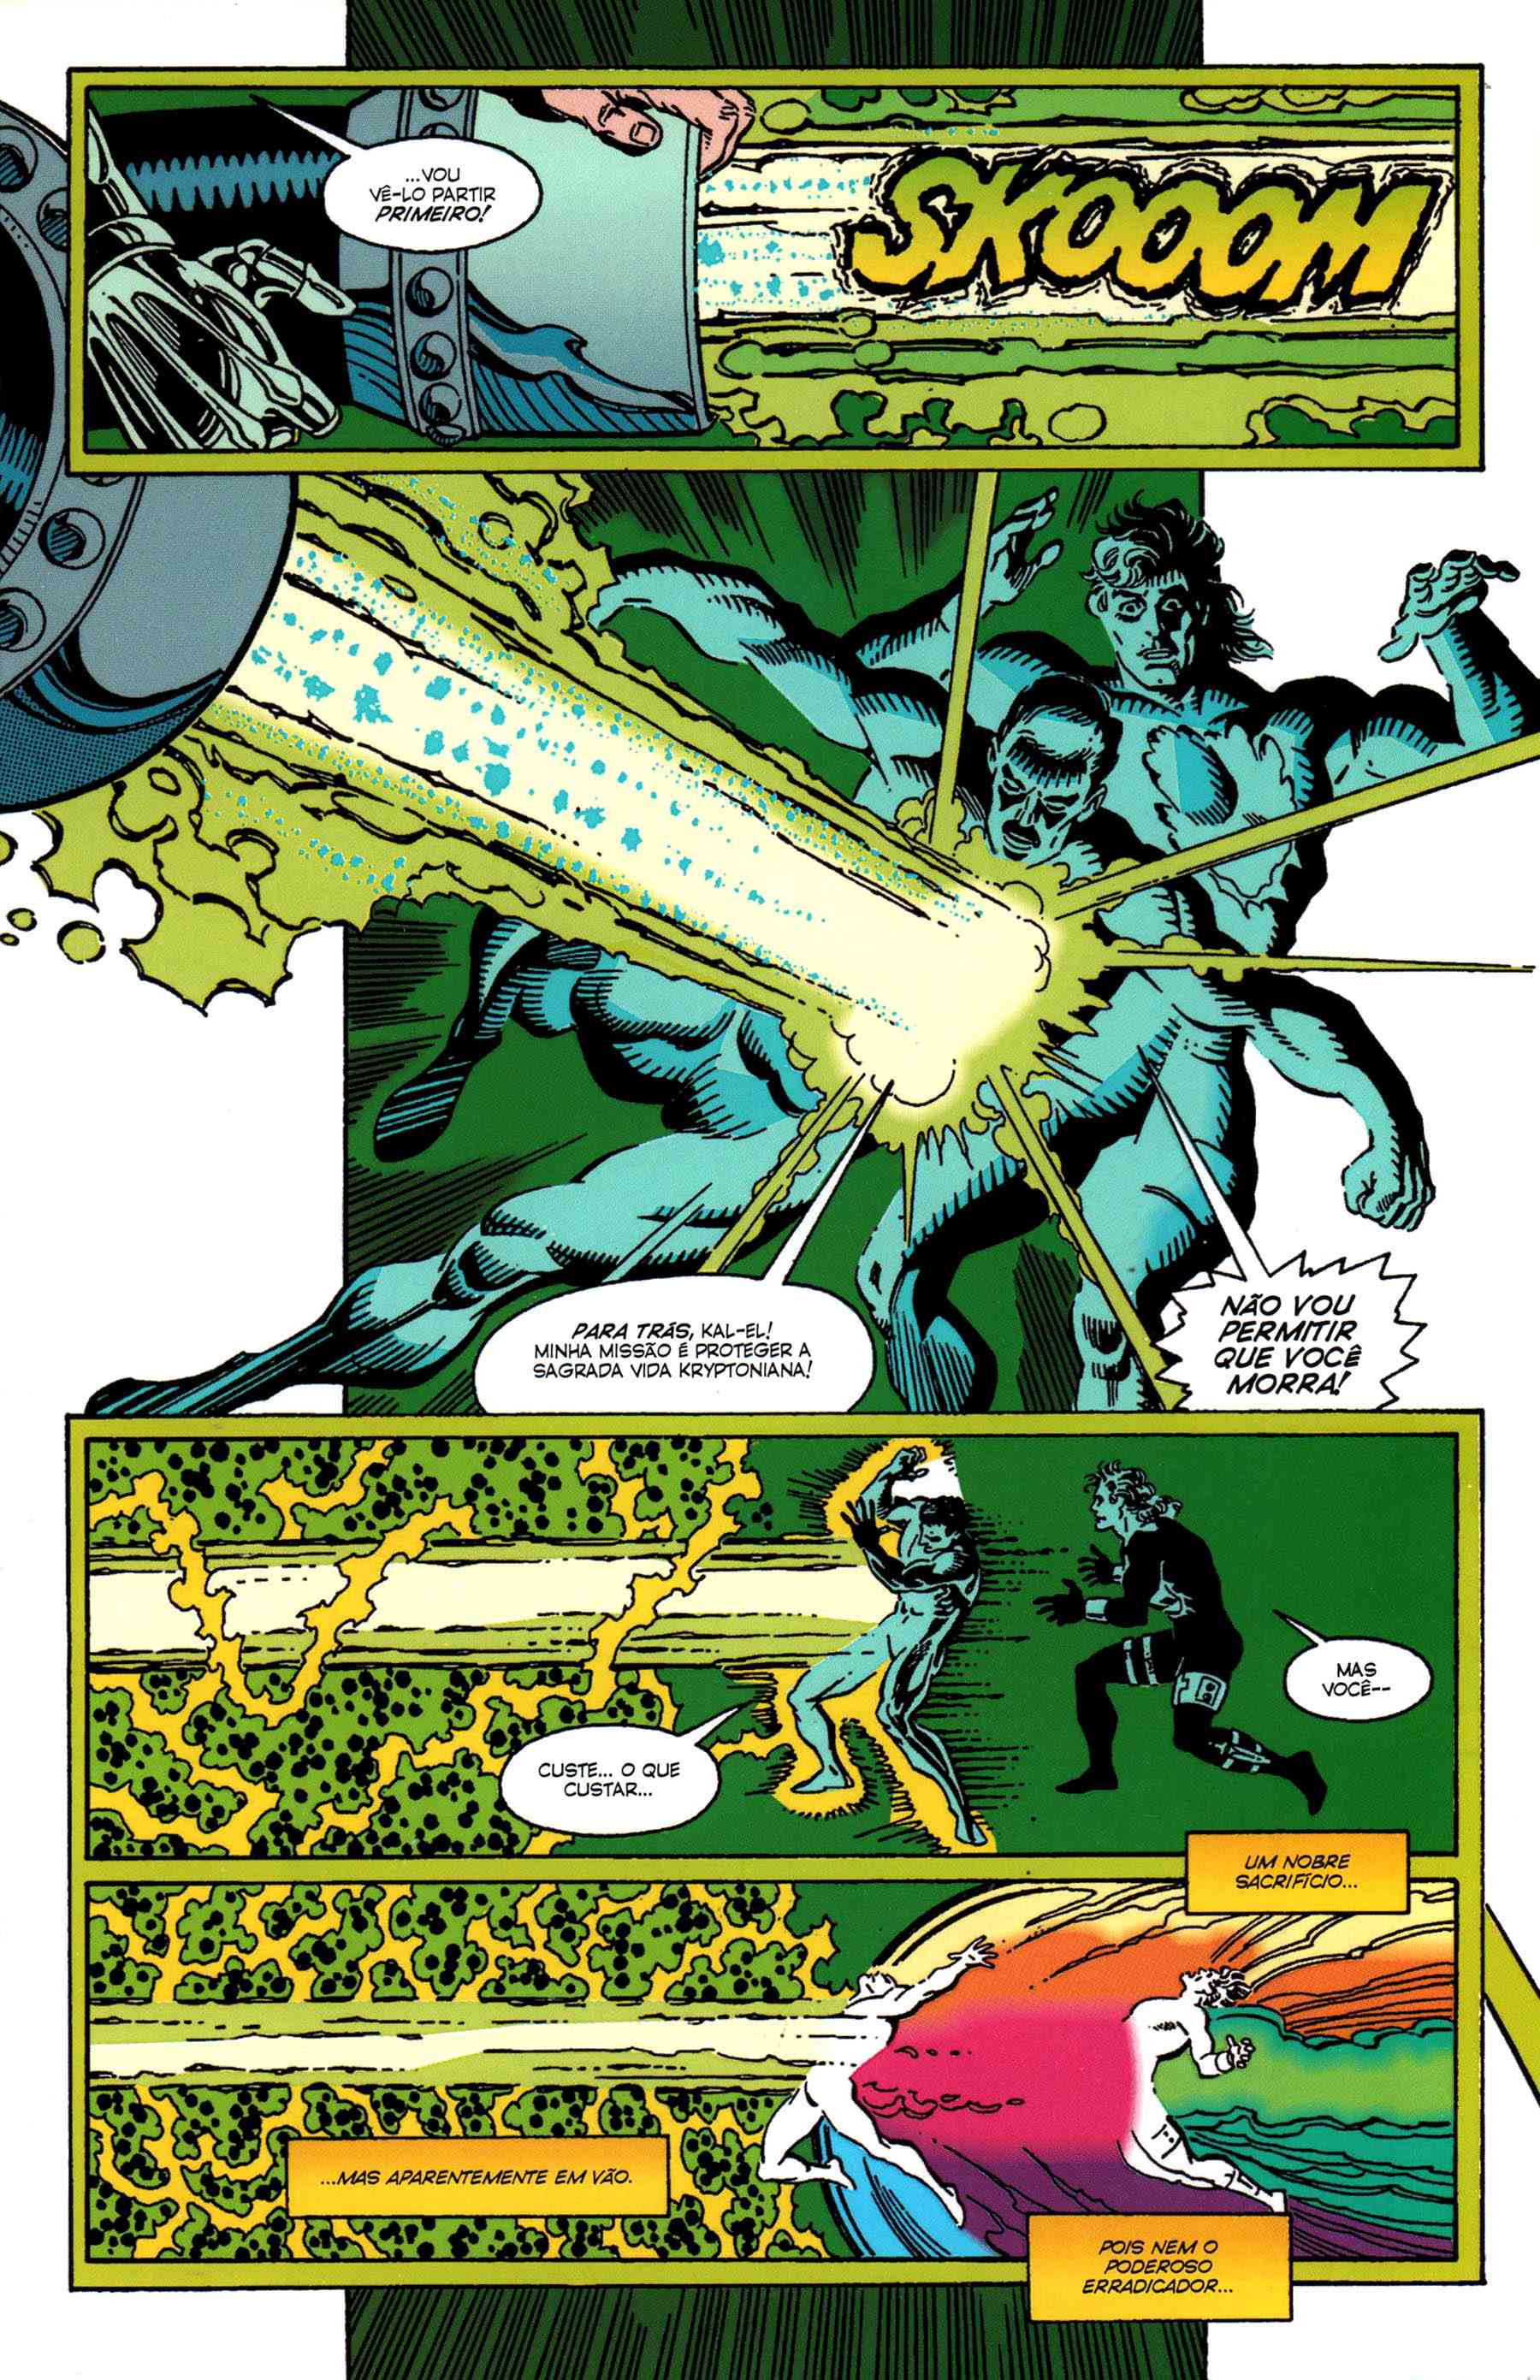 ...VOU
VÊ-LO PARTIR
PRIMEIRO!
SKOOOM
PARA TRÁS, KAL-EL!
MINHA MISSÃO É PROTEGER A
SAGRADA VIDA KRYPTONIANA!
NÃO VOU
PERMITIR
QUE VOCÊ
MORRA!
CUSTE... O QUE
CUSTAR...
MAS
VOCÊ--
UM NOBRE
SACRIFÍCIO...
...MAS APARENTEMENTE EM VÃO.
POIS NEM O
PODEROSO
ERRADICADOR...